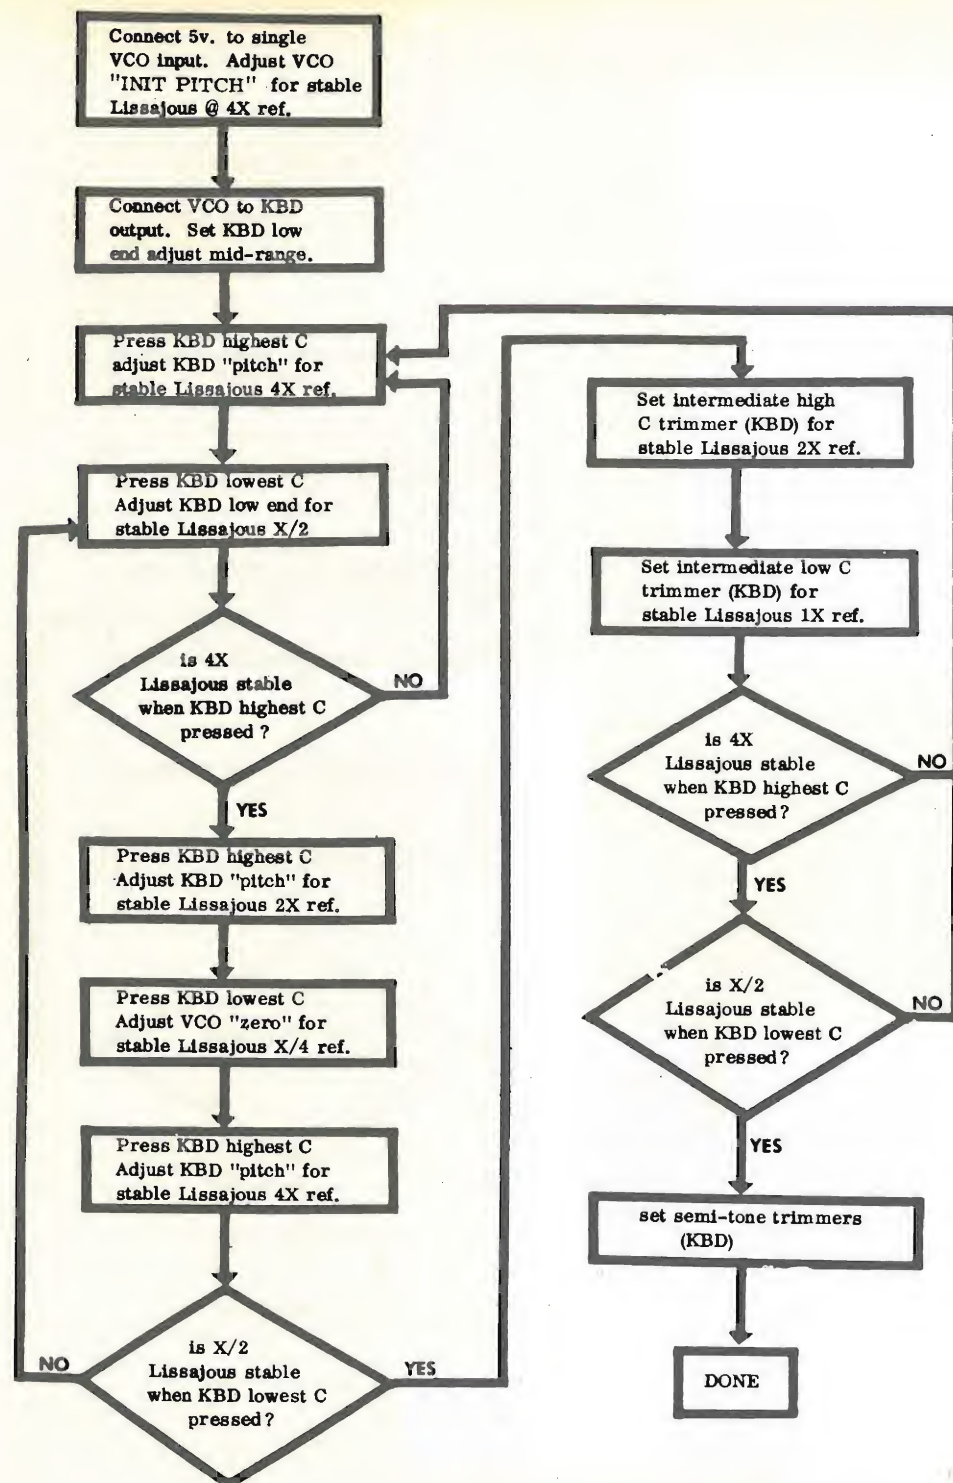 Connect 5v. to single
VCO input. Adjust VCO
"INIT PITCH" for stable
Lissajous @ 4X ref.
Connect VCO to KBD
output. Set KBD low
end adjust mid-range.
Press KBD highest C
adjust KBD "pitch" for
stable Lissajous 4X ref.
Press KBD lowest C
Adjust KBD low end for
stable Lissajous X/2
is 4X
Lissajous stable
when KBD highest C
pressed?
NO
YES
Press KBD highest C
Adjust KBD "pitch" for
stable Lissajous 2X ref.
Press KBD lowest C
Adjust VCO "zero" for
stable Lissajous X/4 ref.
Press KBD highest C
Adjust KBD "pitch" for
stable Lissajous 4X ref.
is X/2
Lissajous stable
when KBD lowest C
pressed?
NO
YES
Set intermediate high
C trimmer (KBD) for
stable Lissajous 2X ref.
Set intermediate low C
trimmer (KBD) for
stable Lissajous 1X ref.
is 4X
Lissajous stable
when KBD highest C
pressed?
NO
YES
is X/2
Lissajous stable
when KBD lowest C
pressed?
NO
YES
set semi-tone trimmers
(KBD)
DONE